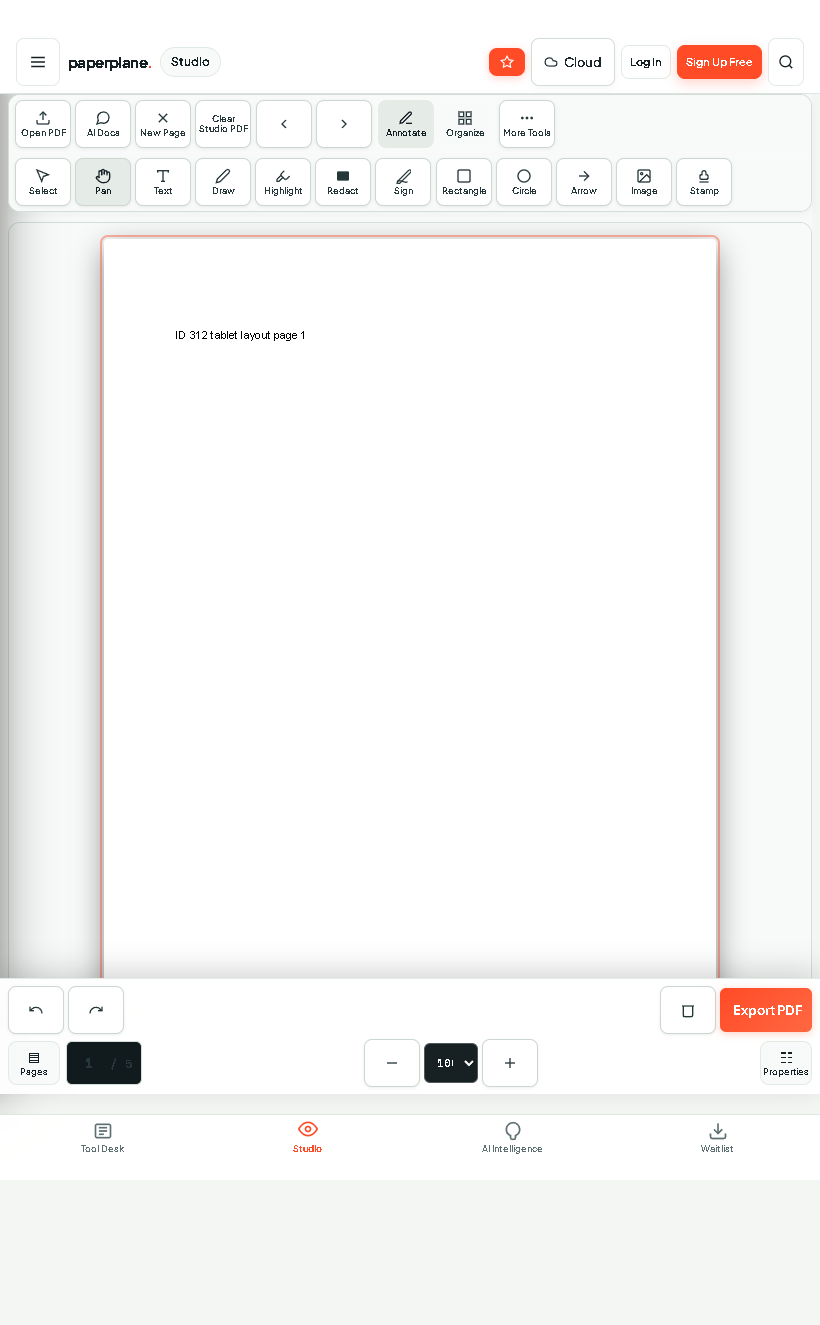 paperplane.
Studio
Cloud
Log In
Sign Up Free
Open PDF
AI Docs
New Page
Clear
Studio PDF
Annotate
Organize
More Tools
Select
Pan
Text
Draw
Highlight
Redact
Sign
Rectangle
Circle
Arrow
Image
Stamp
ID 312 tablet layout page 1
Export PDF
Pages
1 / 5
Properties
Tool Desk
Studio
AI Intelligence
Waitlist